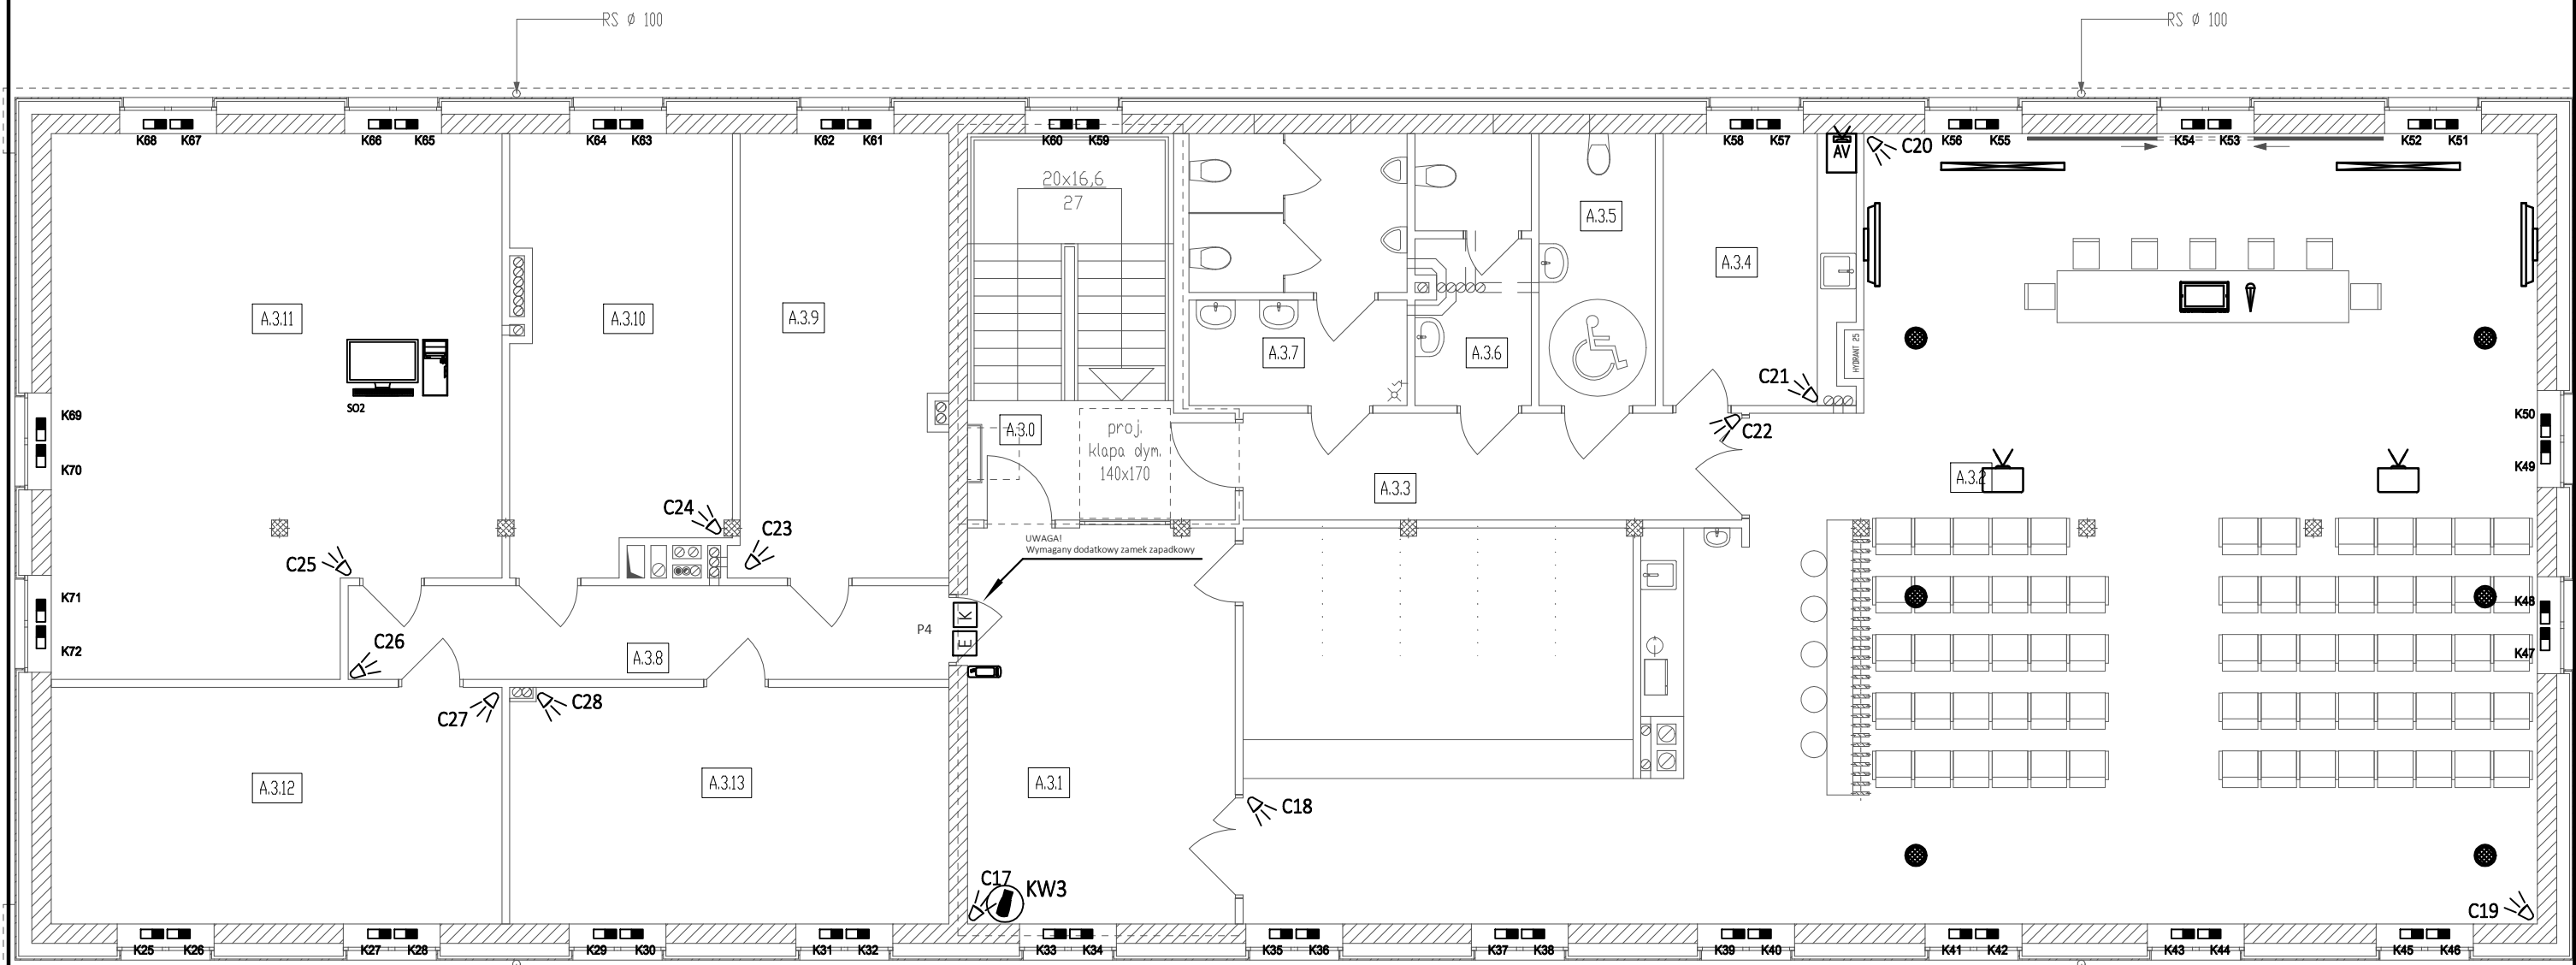 RS Ø 100
RS Ø 100
K68 K67
K66 K65
K64 K63
K62 K61
K60 K59
K58 K57
K56 K55
K54 K53
K52 K51
AV
C20
20x16,6
27
A.3.5
A.3.4
A.3.11
A.3.10
A.3.9
A.3.7
A.3.6
HYDRANT 25
C21
SO2
K69
K70
A.3.0
proj.
klapa dym.
140x170
C22
K50
K49
A.3.3
A.3.2
C24
C23
UWAGA!
Wymagany dodatkowy zamek zapadkowy
C25
K71
K72
C26
P4
K
E
A.3.8
K48
K47
C27
C28
A.3.12
A.3.13
A.3.1
C18
C17
KW3
C19
K25 K26
K27 K28
K29 K30
K31 K32
K33 K34
K35 K36
K37 K38
K39 K40
K41 K42
K43 K44
K45 K46